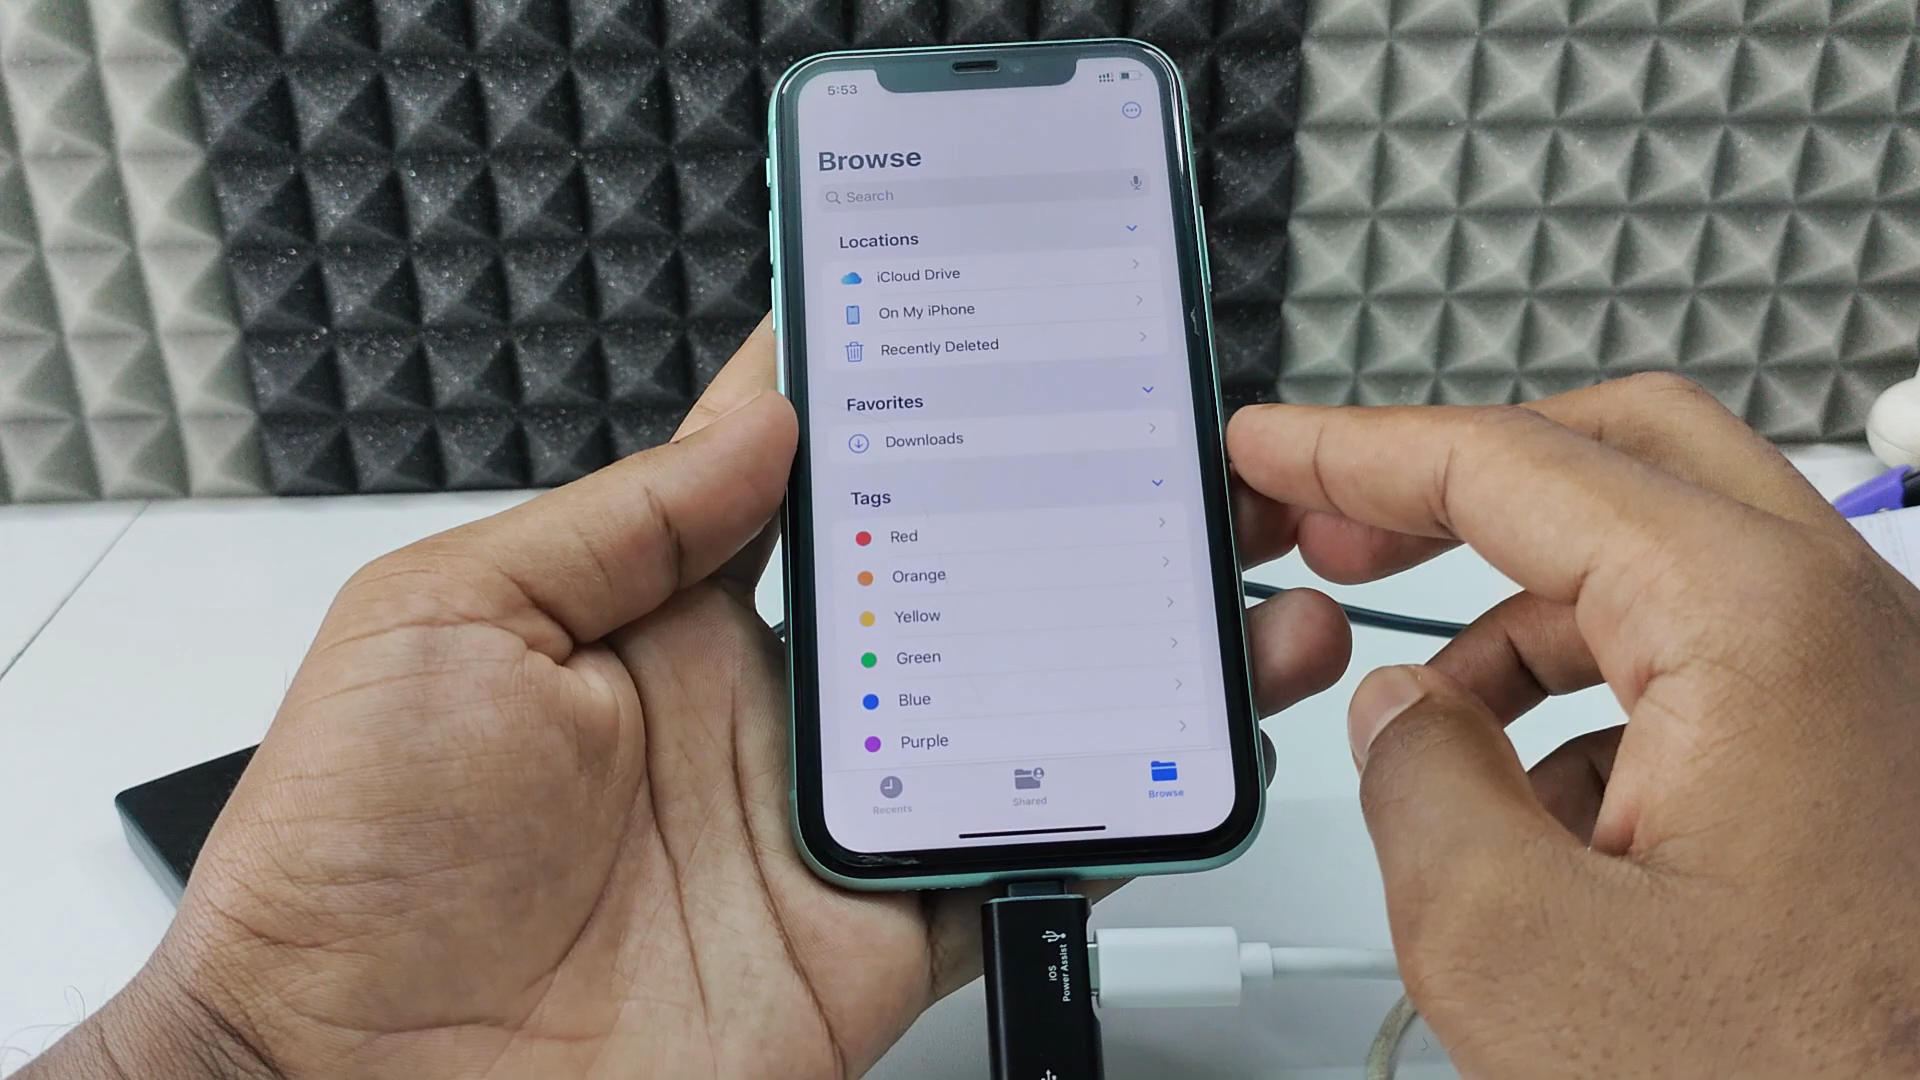 5:53
Browse
Search
Locations
iCloud Drive
On My iPhone
Recently Deleted
Favorites
Downloads
Tags
Red
Orange
Yellow
Green
Blue
Purple
Recents
Shared
Browse
iOS
Power Assist